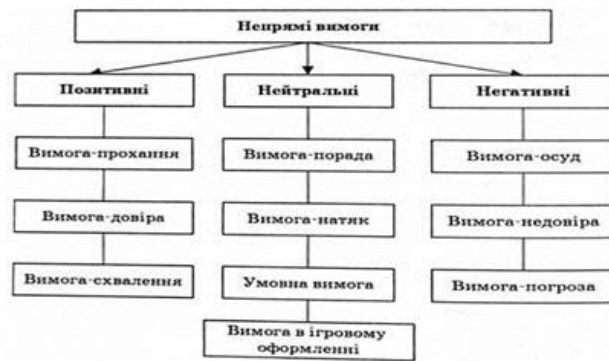 Непрямі вимоги
Позитивні
Нейтральні
Негативні
Вимога-прохання
Вимога-порада
Вимога-осуд
Вимога-довіра
Вимога-натяк
Вимога-недовіра
Вимога-схвалення
Умовна вимога
Вимога-погроза
Вимога в ігровому
оформленні